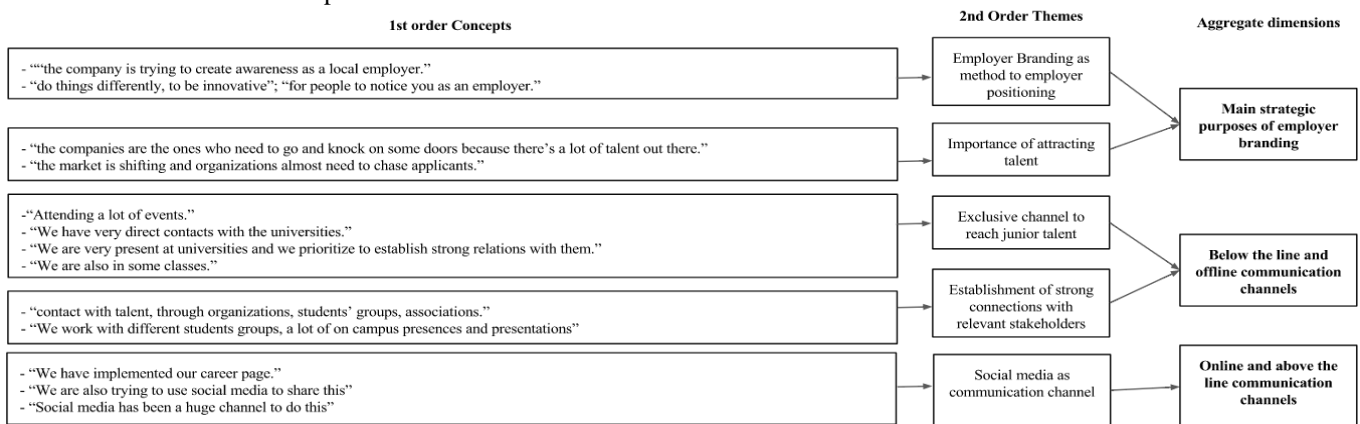 1st order Concepts
2nd Order Themes
Aggregate dimensions
- ““the company is trying to create awareness as a local employer.”
- “do things differently, to be innovative”; “for people to notice you as an employer.”
Employer Branding as
method to employer
positioning
Main strategic
purposes of employer
branding
- “the companies are the ones who need to go and knock on some doors because there’s a lot of talent out there.”
- “the market is shifting and organizations almost need to chase applicants.”
Importance of attracting
talent
-“Attending a lot of events.”
- “We have very direct contacts with the universities.”
- “We are very present at universities and we prioritize to establish strong relations with them.”
- “We are also in some classes.”
Exclusive channel to
reach junior talent
Below the line and
offline communication
channels
- “contact with talent, through organizations, students’ groups, associations.”
- “We work with different students groups, a lot of on campus presences and presentations”
Establishment of strong
connections with
relevant stakeholders
- “We have implemented our career page.”
- “We are also trying to use social media to share this”
- “Social media has been a huge channel to do this”
Social media as
communication channel
Online and above the
line communication
channels